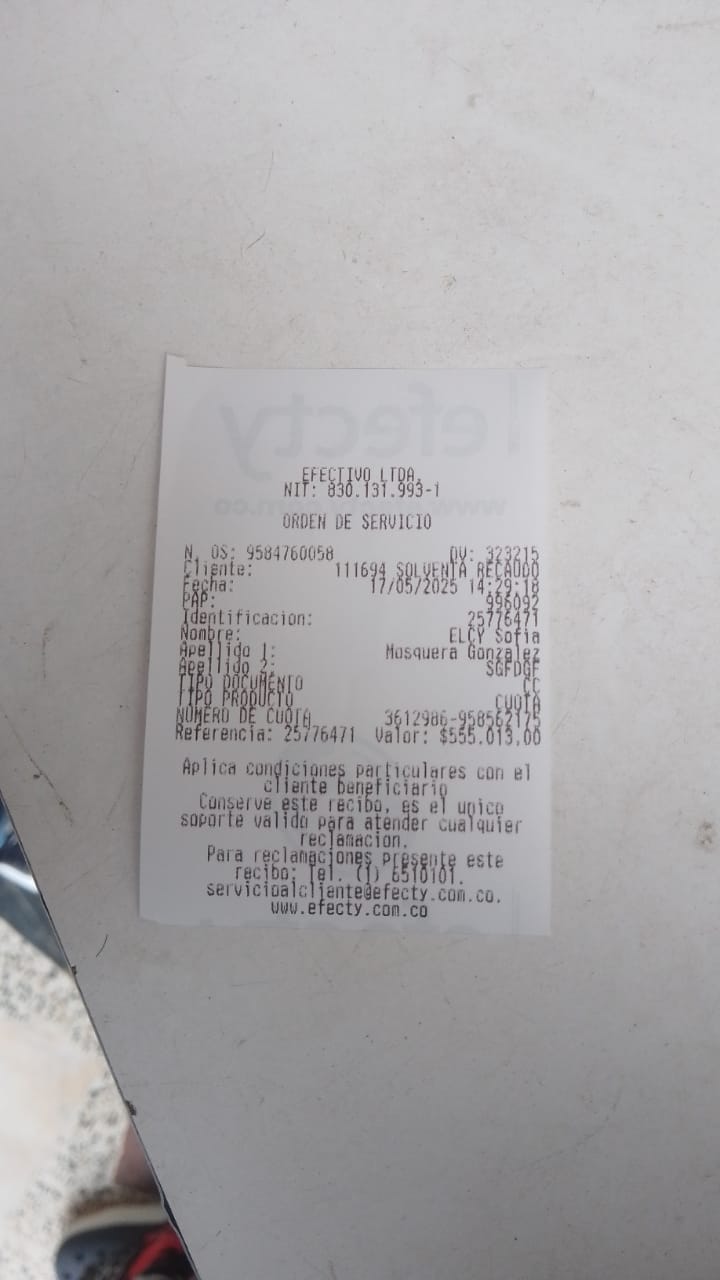 EFECTIVO LTDA.
NIT: 830.131.993-1
ORDEN DE SERVICIO
N. OS: 9584760058 DV: 323215
Cliente: 111694 SOLVENTA RECAUDO
Fecha: 17/05/2025 14:29:18
PAP: 996092
Identificacion: 25776471
Nombre: ELCY Sofia
Apellido 1: Mosquera Gonzalez
Apellido 2: SGFDGF
TIPO DOCUMENTO CC
TIPO PRODUCTO CUOTA
NUMERO DE CUOTA 3612986-958562175
Referencia: 25776471 Valor: $555.013,00
Aplica condiciones particulares con el
cliente beneficiario
Conserve este recibo, es el unico
soporte valido para atender cualquier
reclamacion.
Para reclamaciones presente este
recibo: Tel. (1) 6510101.
servicioalcliente@efecty.com.co.
www.efecty.com.co